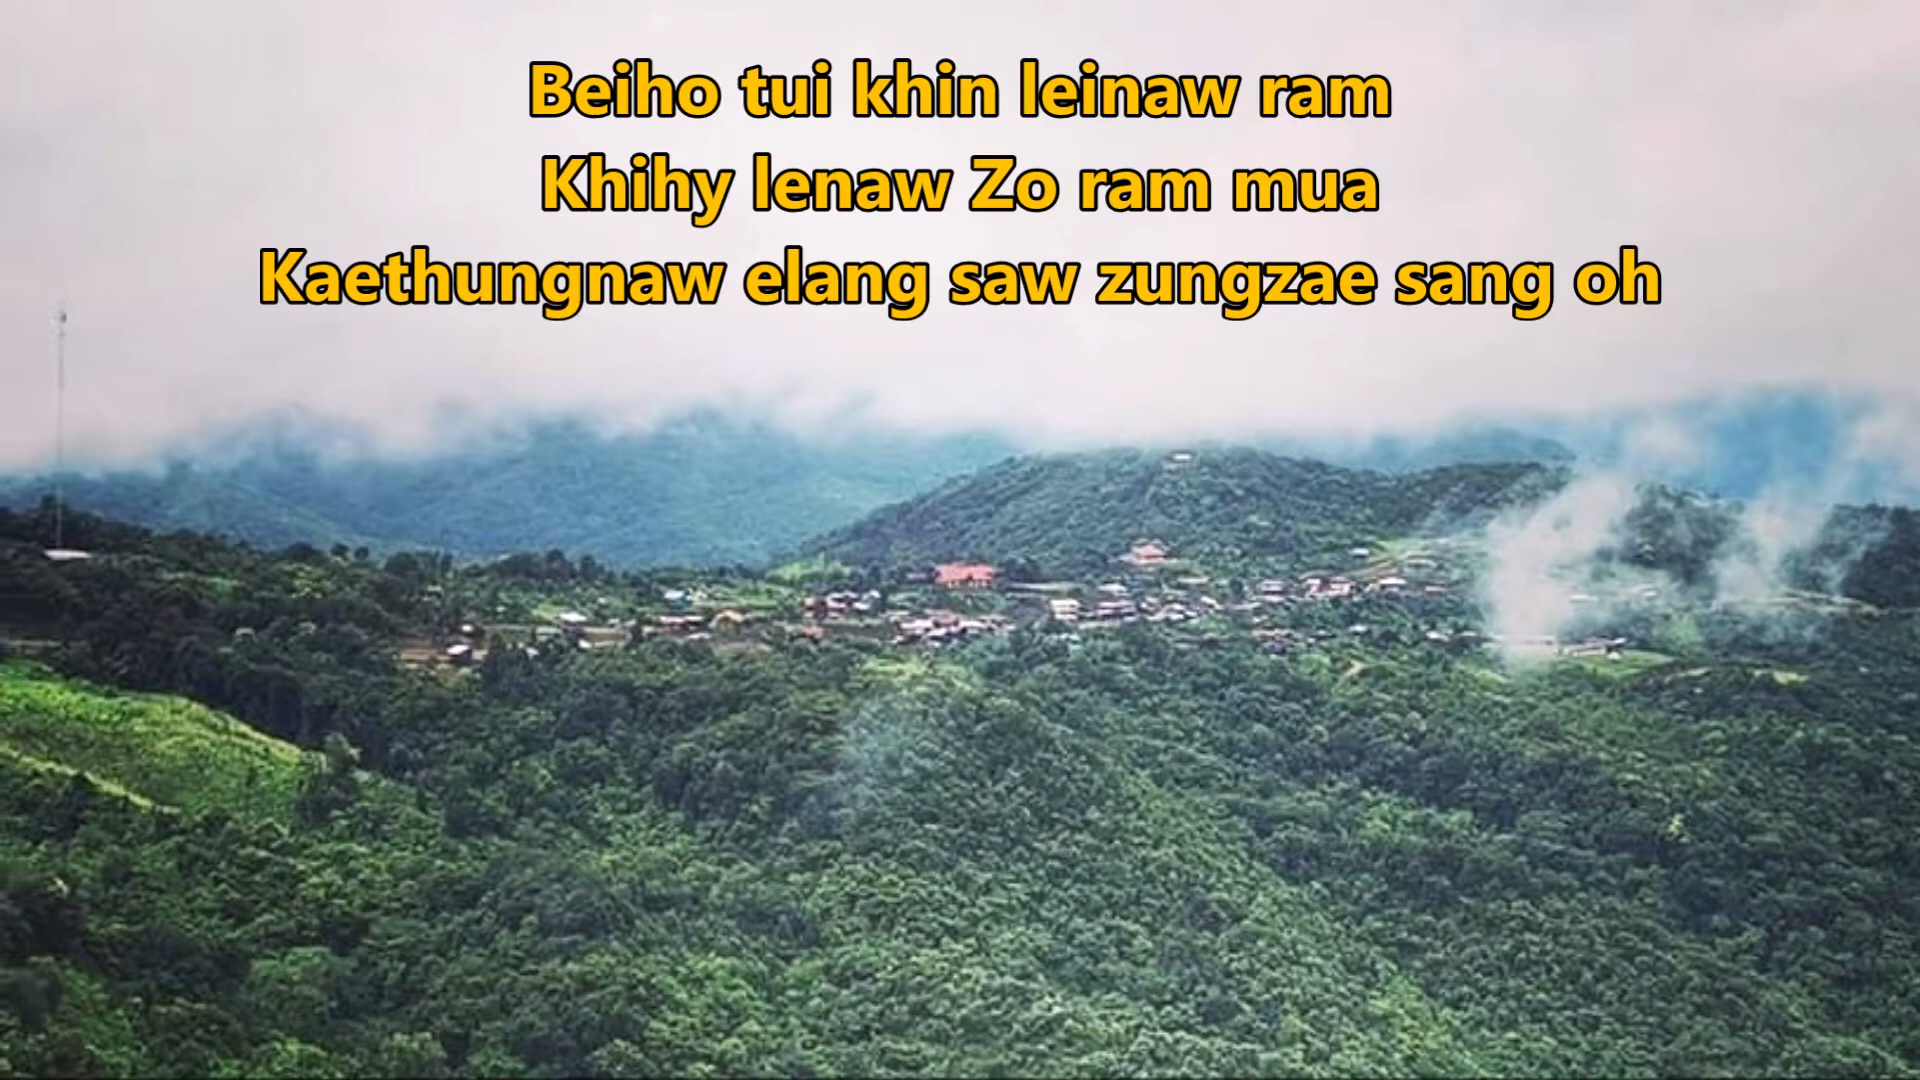 Beiho tui khin leinaw ram
Khihy lenaw Zo ram mua
Kaethungnaw elang saw zungzae sang oh